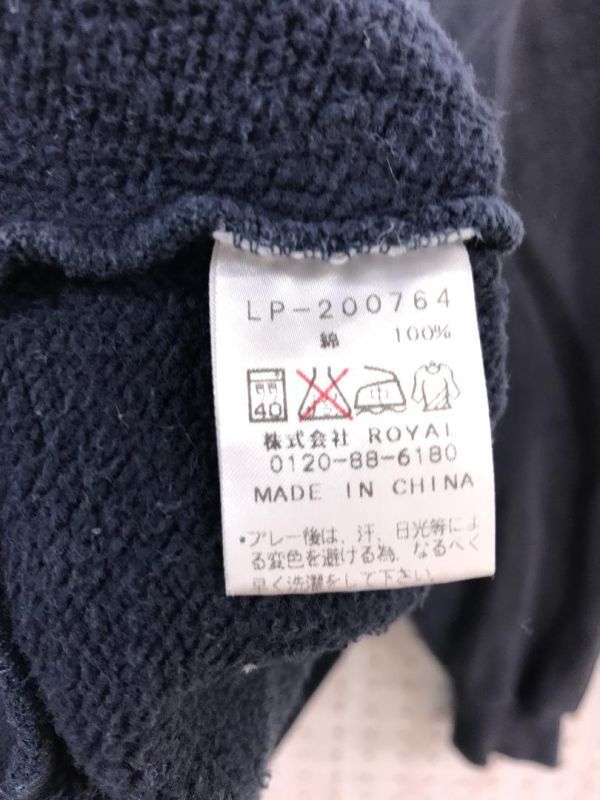 LP-200764
綿 100%
40 中
株式会社 ROYAL
0120-88-6180
MADE IN CHINA
•プレー後は、汗、日光等によ
る変色を避ける為、なるべく
早く洗濯をして下さい